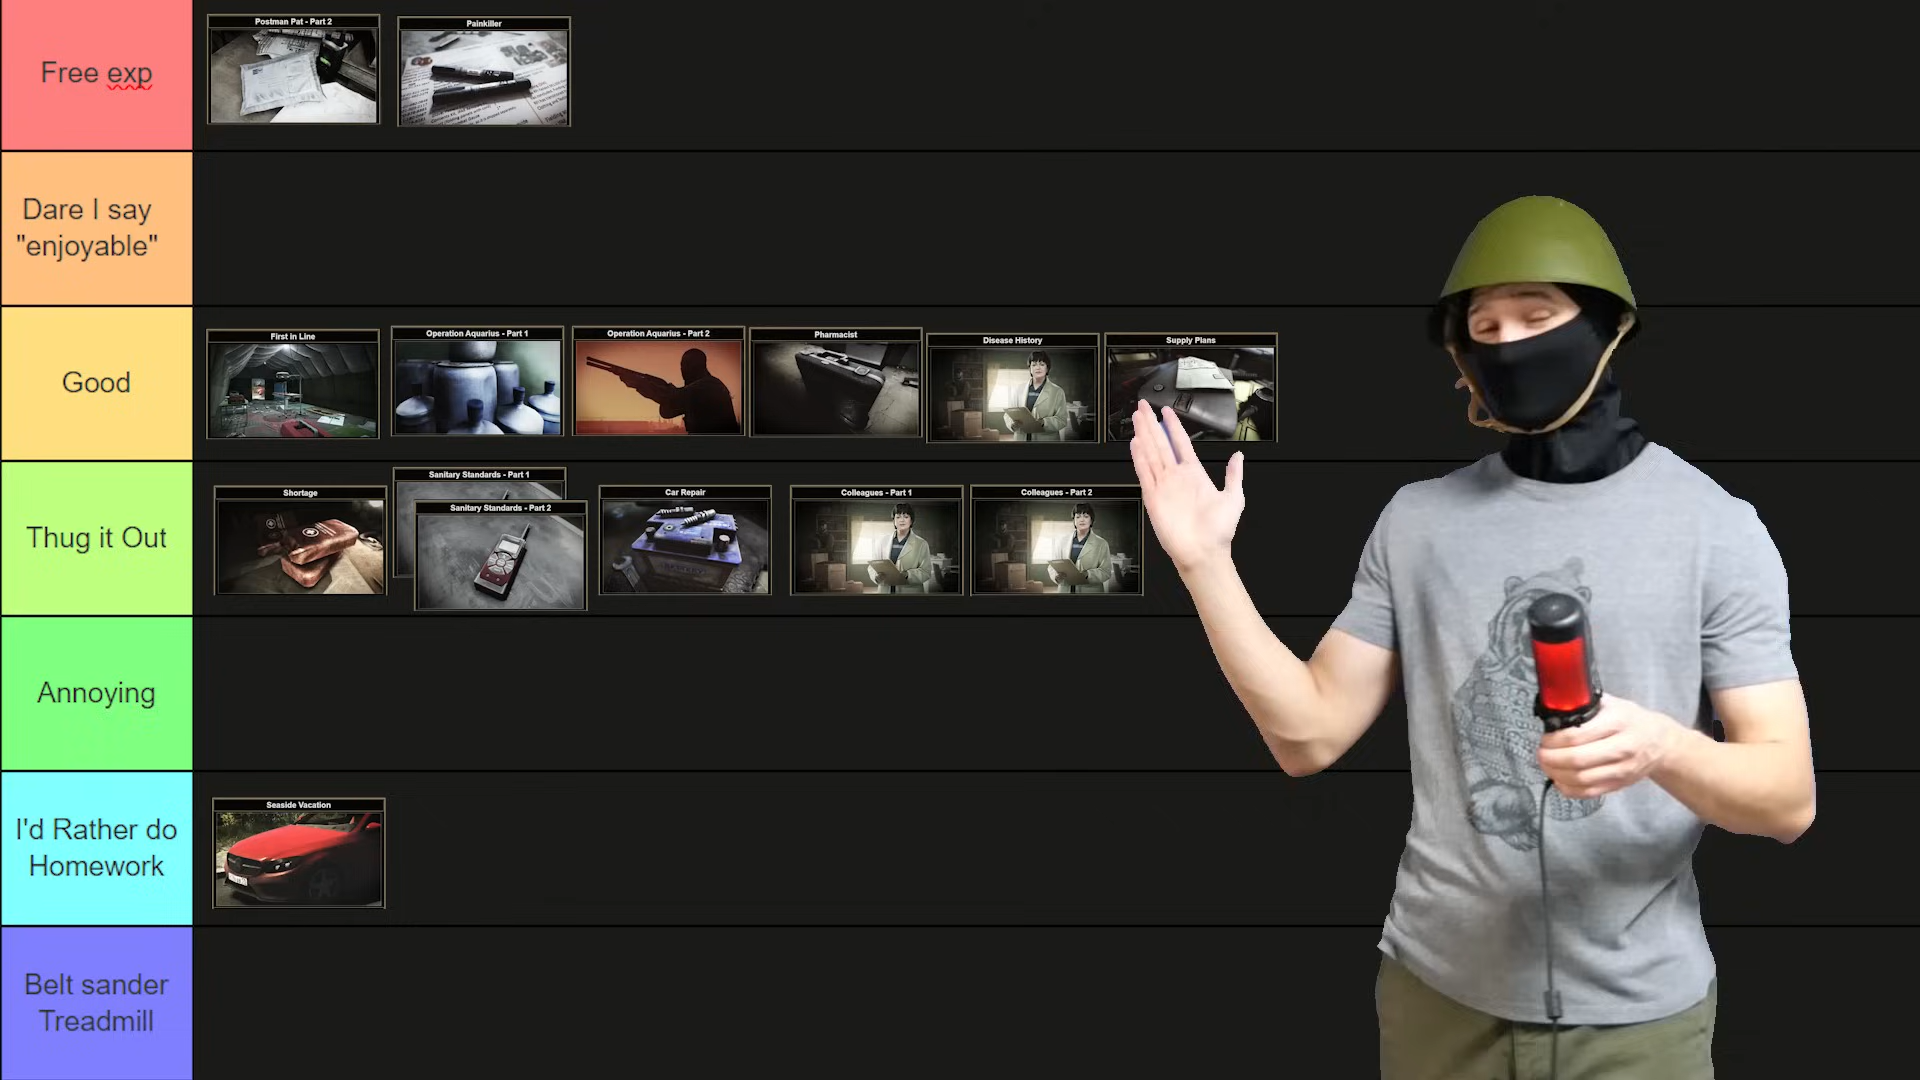 Free exp
Postman Pat - Part 2
Painkiller
Dare I say
"enjoyable"
Good
First in Line
Operation Aquarius - Part 1
Operation Aquarius - Part 2
Pharmacist
Disease History
Supply Plans
Thug it Out
Shortage
Sanitary Standards - Part 1
Sanitary Standards - Part 2
Car Repair
Colleagues - Part 1
Colleagues - Part 2
Annoying
I'd Rather do
Homework
Seaside Vacation
Belt sander
Treadmill